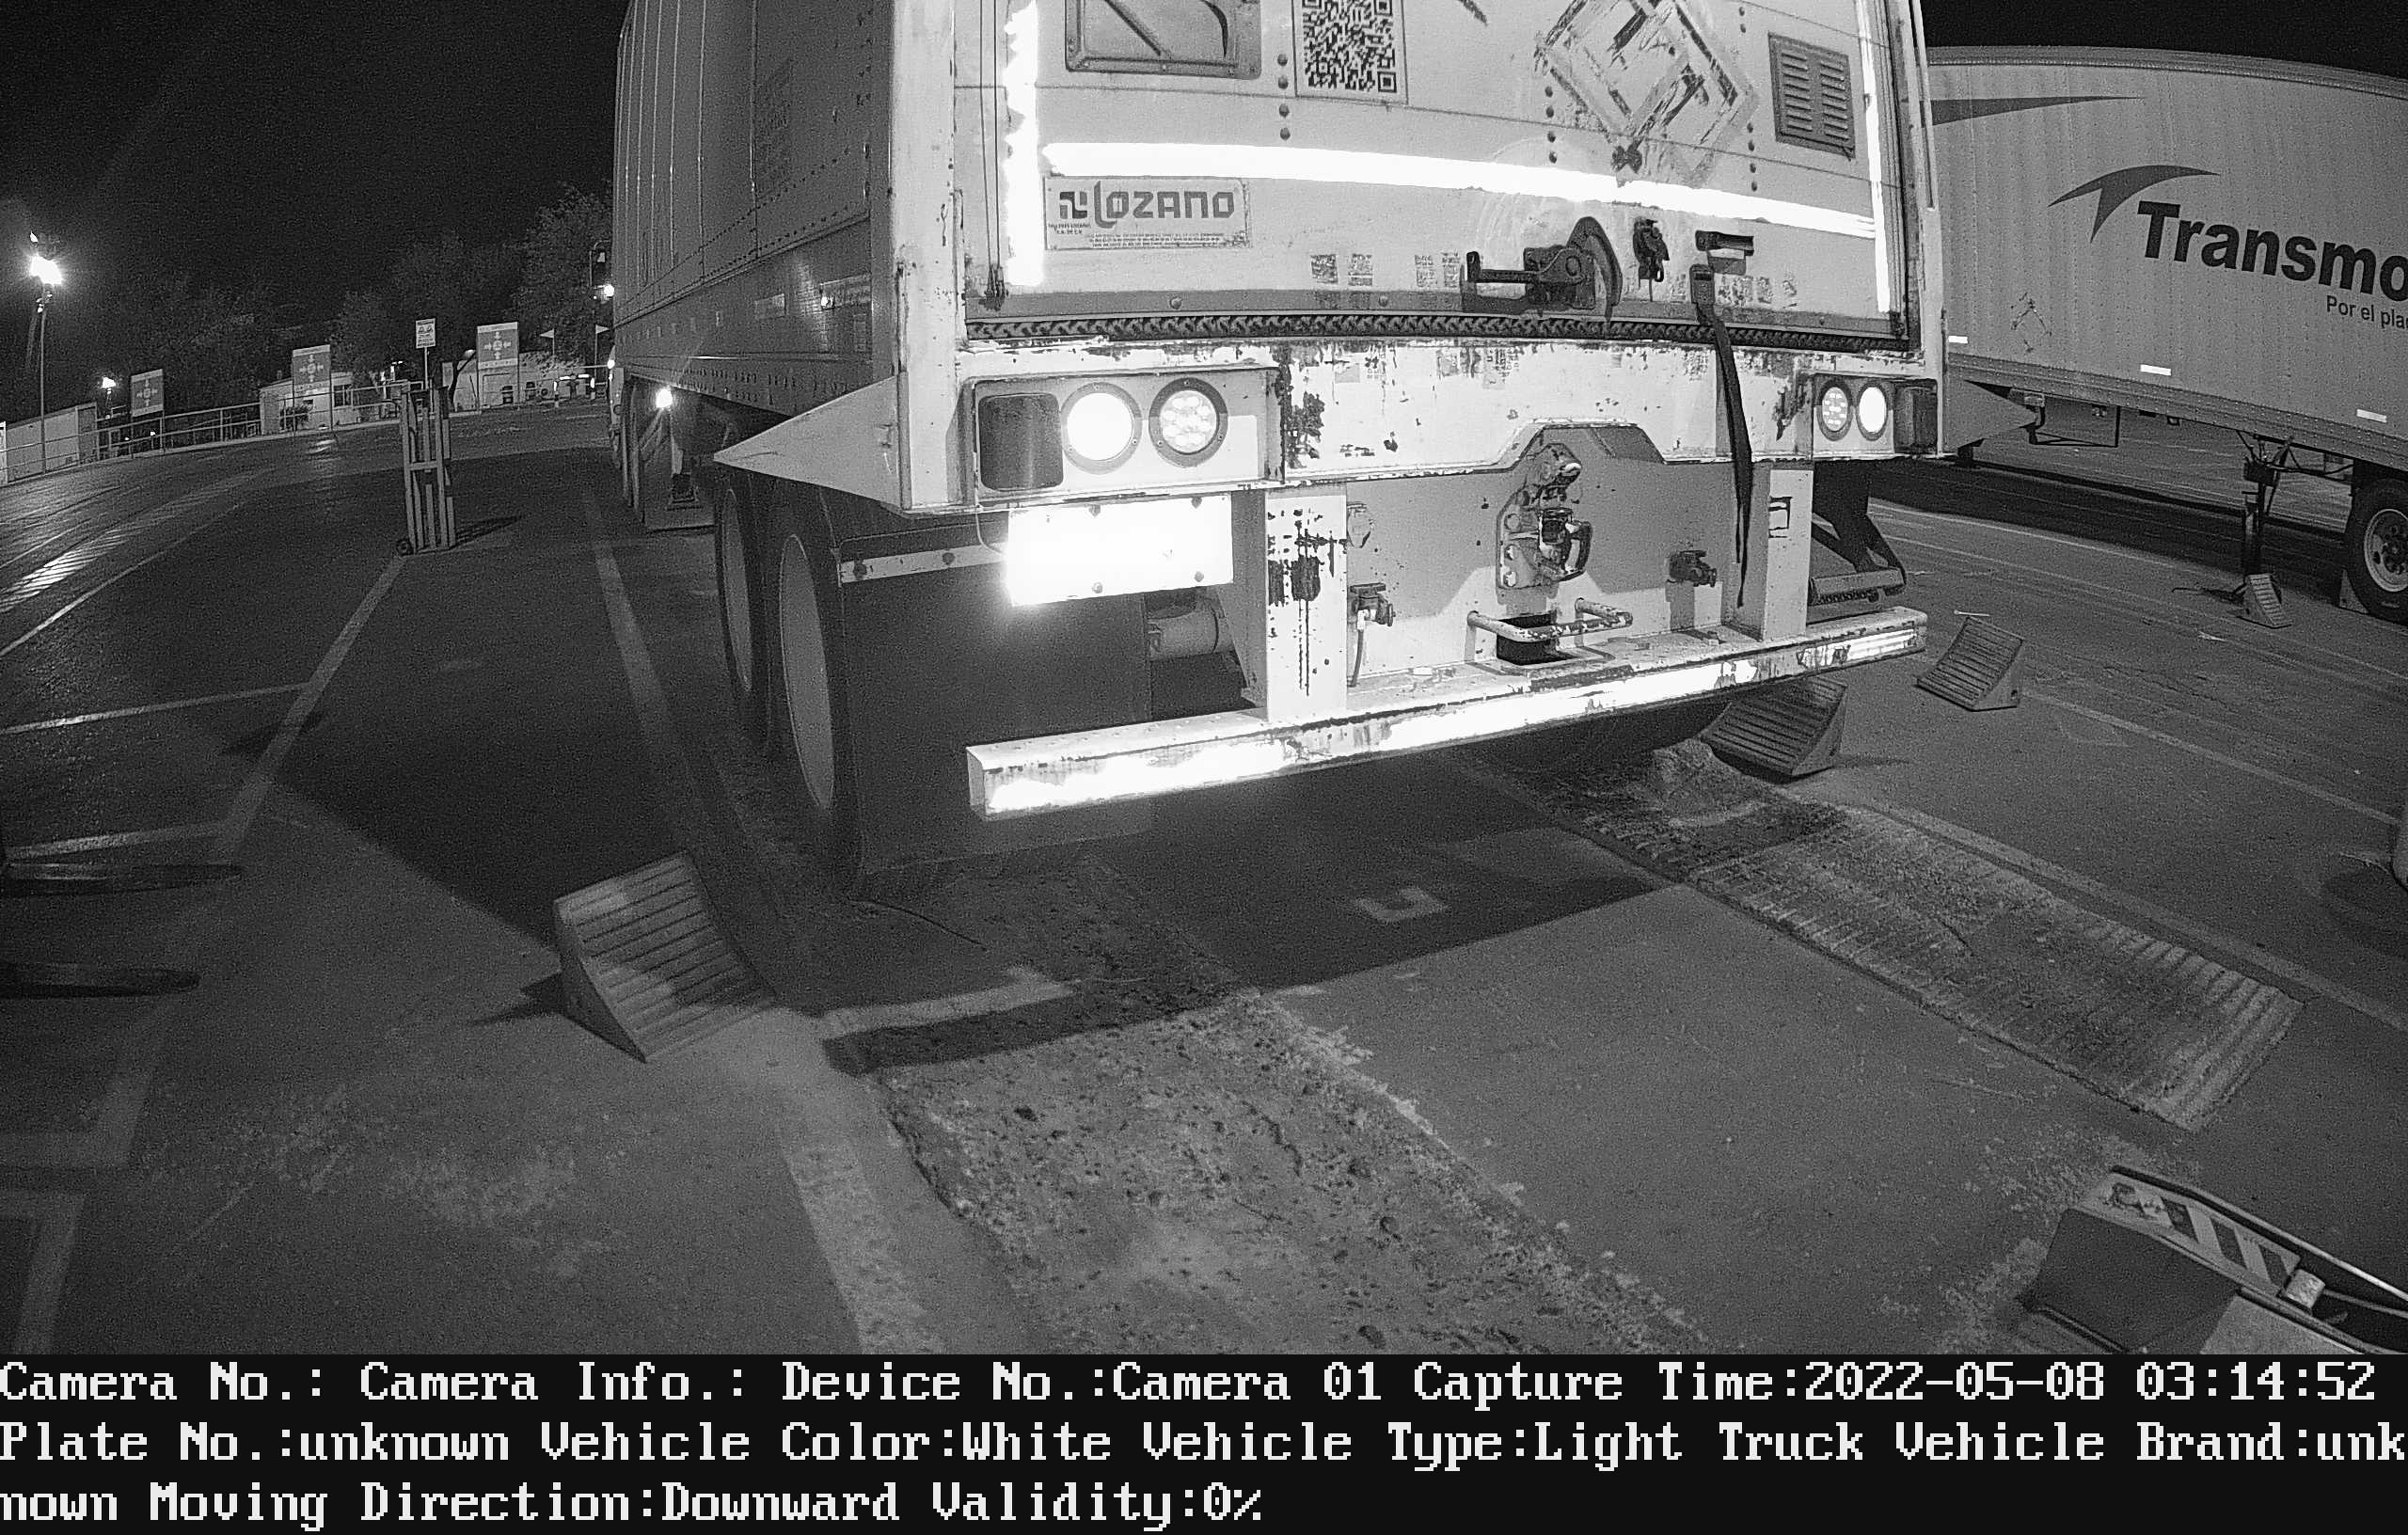 LOZANO
Transmo
Por el pla
Camera No.: Camera Info.: Device No.:Camera 01 Capture Time:2022-05-08 03:14:52
Plate No.:unknown Vehicle Color:White Vehicle Type:Light Truck Vehicle Brand:unk
nown Moving Direction:Downward Validity:0%